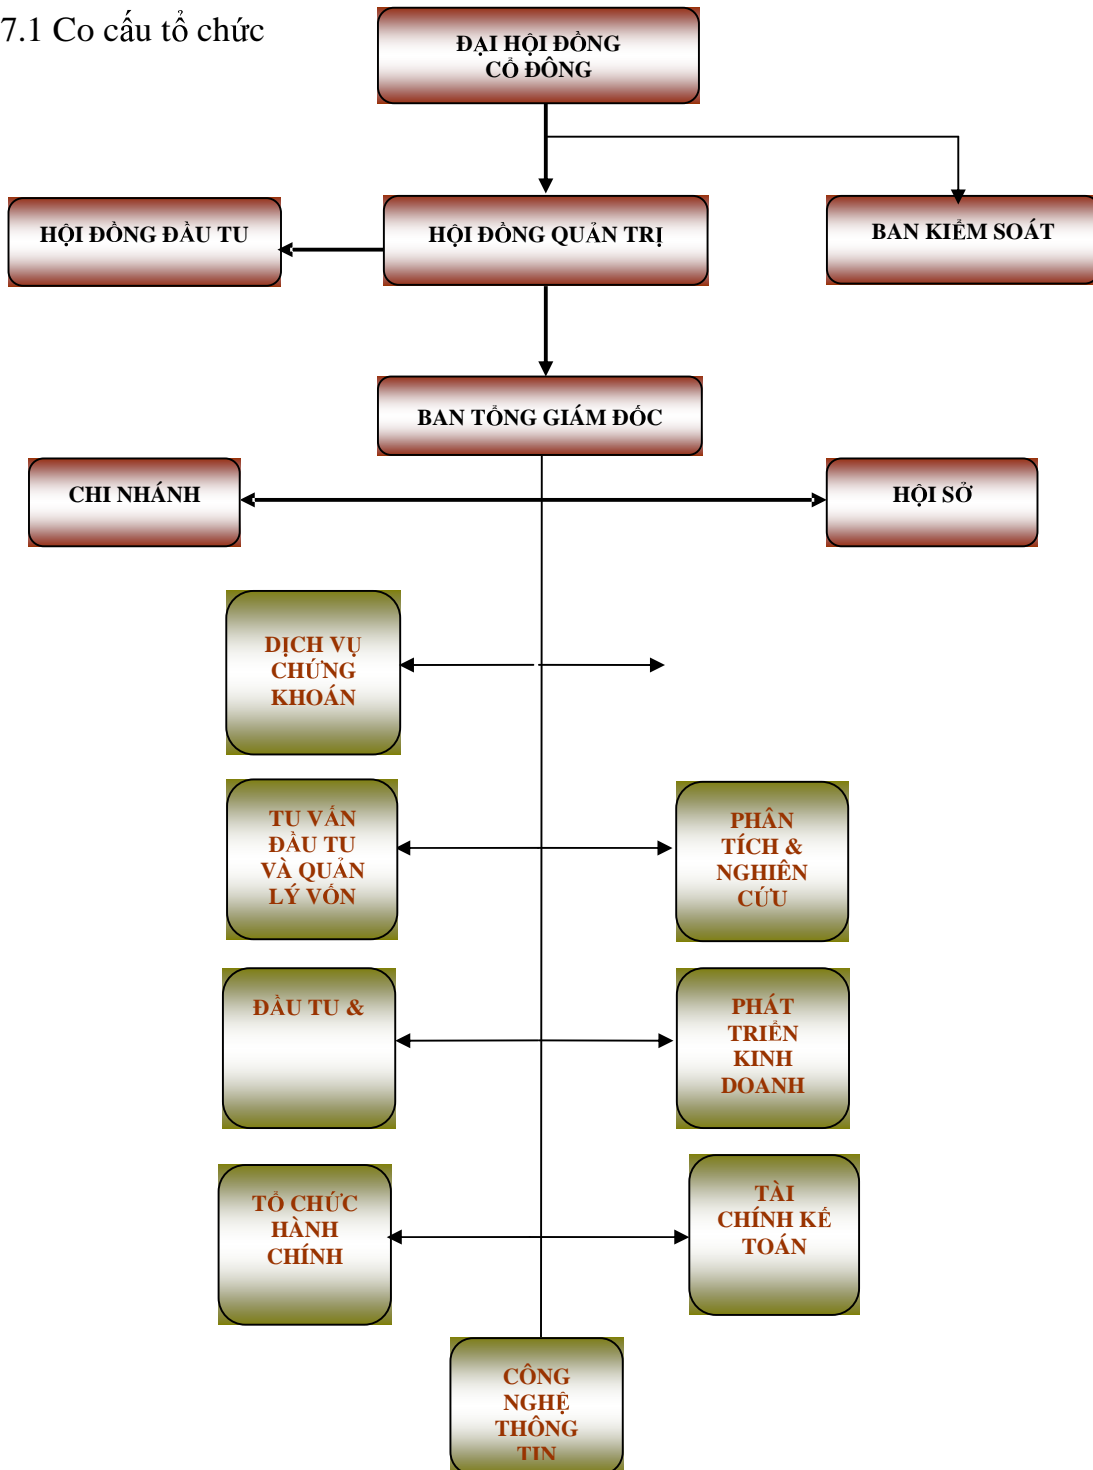 7.1 Co cấu tổ chức
ĐẠI HỘI ĐỒNG
CỔ ĐÔNG
HỘI ĐỒNG ĐẦU TU
HỘI ĐỒNG QUẢN TRỊ
BAN KIỂM SOÁT
BAN TỔNG GIÁM ĐỐC
CHI NHÁNH
HỘI SỞ
DỊCH VỤ
CHỨNG
KHOÁN
TU VẤN
ĐẦU TU
VÀ QUẢN
LÝ VỐN
PHÂN
TÍCH &
NGHIÊN
CỨU
ĐẦU TU &
PHÁT
TRIỂN
KINH
DOANH
TỔ CHỨC
HÀNH
CHÍNH
TÀI
CHÍNH KẾ
TOÁN
CÔNG
NGHỆ
THÔNG
TIN